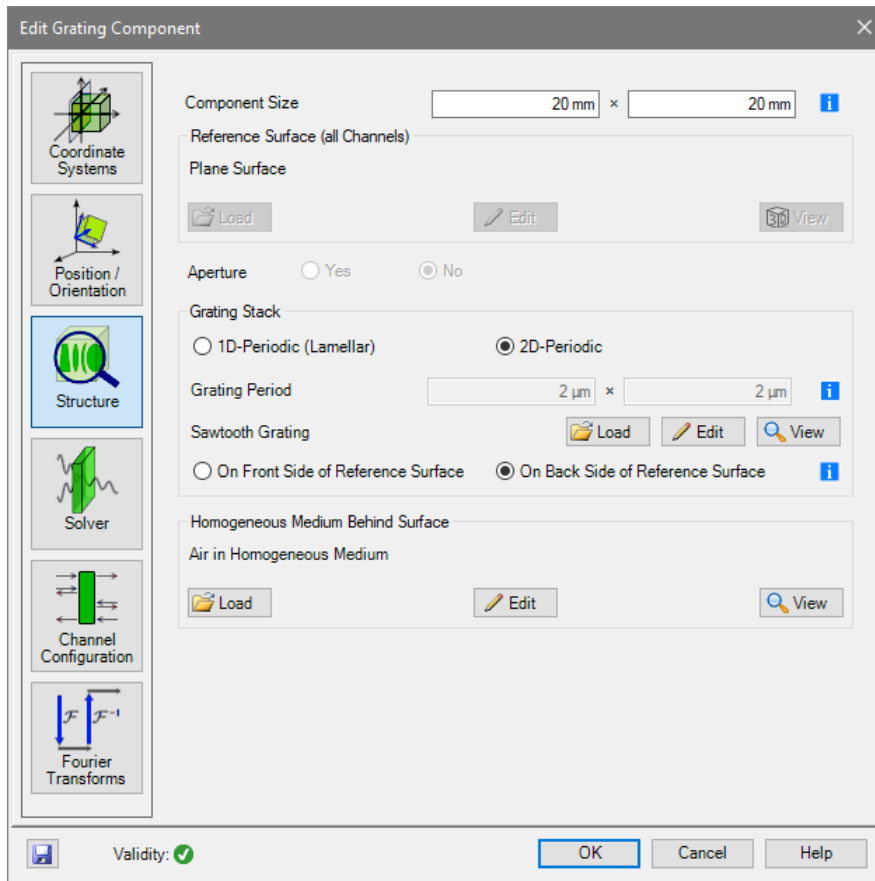 Edit Grating Component
Coordinate
Systems
Position /
Orientation
Structure
Solver
Channel
Configuration
F F⁻¹
Fourier
Transforms
Component Size 20 mm × 20 mm i
Reference Surface (all Channels)
Plane Surface
Load Edit 3D View
Aperture Yes No
Grating Stack
1D-Periodic (Lamellar) 2D-Periodic
Grating Period 2 µm × 2 µm i
Sawtooth Grating Load Edit View
On Front Side of Reference Surface On Back Side of Reference Surface i
Homogeneous Medium Behind Surface
Air in Homogeneous Medium
Load Edit View
Validity: OK Cancel Help